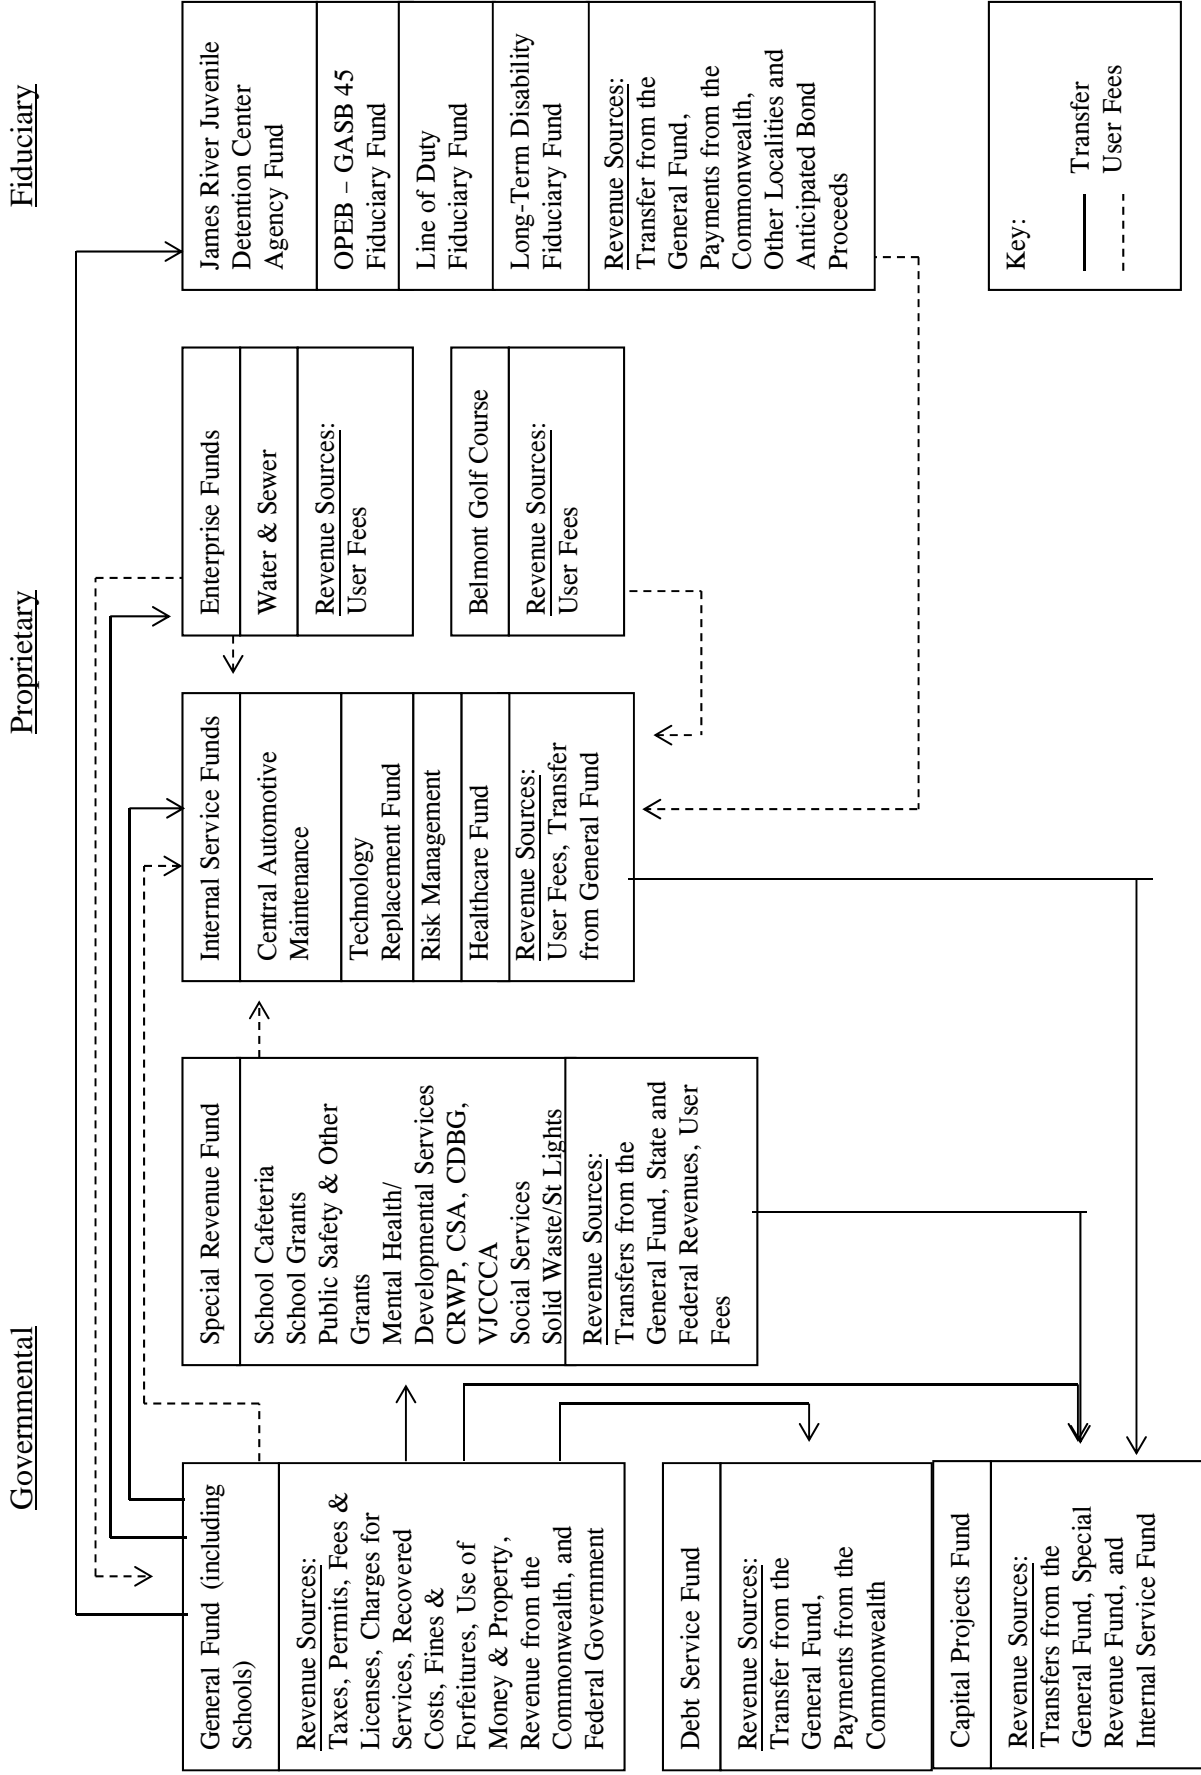 Governmental
Proprietary
Fiduciary
General Fund (including
Schools)
Revenue Sources:
Taxes, Permits, Fees &
Licenses, Charges for
Services, Recovered
Costs, Fines &
Forfeitures, Use of
Money & Property,
Revenue from the
Commonwealth, and
Federal Government
Debt Service Fund
Revenue Sources:
Transfer from the
General Fund,
Payments from the
Commonwealth
Capital Projects Fund
Revenue Sources:
Transfers from the
General Fund, Special
Revenue Fund, and
Internal Service Fund
Special Revenue Fund
School Cafeteria
School Grants
Public Safety & Other
Grants
Mental Health/
Developmental Services
CRWP, CSA, CDBG,
VJCCCA
Social Services
Solid Waste/St Lights
Revenue Sources:
Transfers from the
General Fund, State and
Federal Revenues, User
Fees
Internal Service Funds
Central Automotive
Maintenance
Technology
Replacement Fund
Risk Management
Healthcare Fund
Revenue Sources:
User Fees, Transfer
from General Fund
Enterprise Funds
Water & Sewer
Revenue Sources:
User Fees
Belmont Golf Course
Revenue Sources:
User Fees
James River Juvenile
Detention Center
Agency Fund
OPEB – GASB 45
Fiduciary Fund
Line of Duty
Fiduciary Fund
Long-Term Disability
Fiduciary Fund
Revenue Sources:
Transfer from the
General Fund,
Payments from the
Commonwealth,
Other Localities and
Anticipated Bond
Proceeds
Key:
Transfer
User Fees